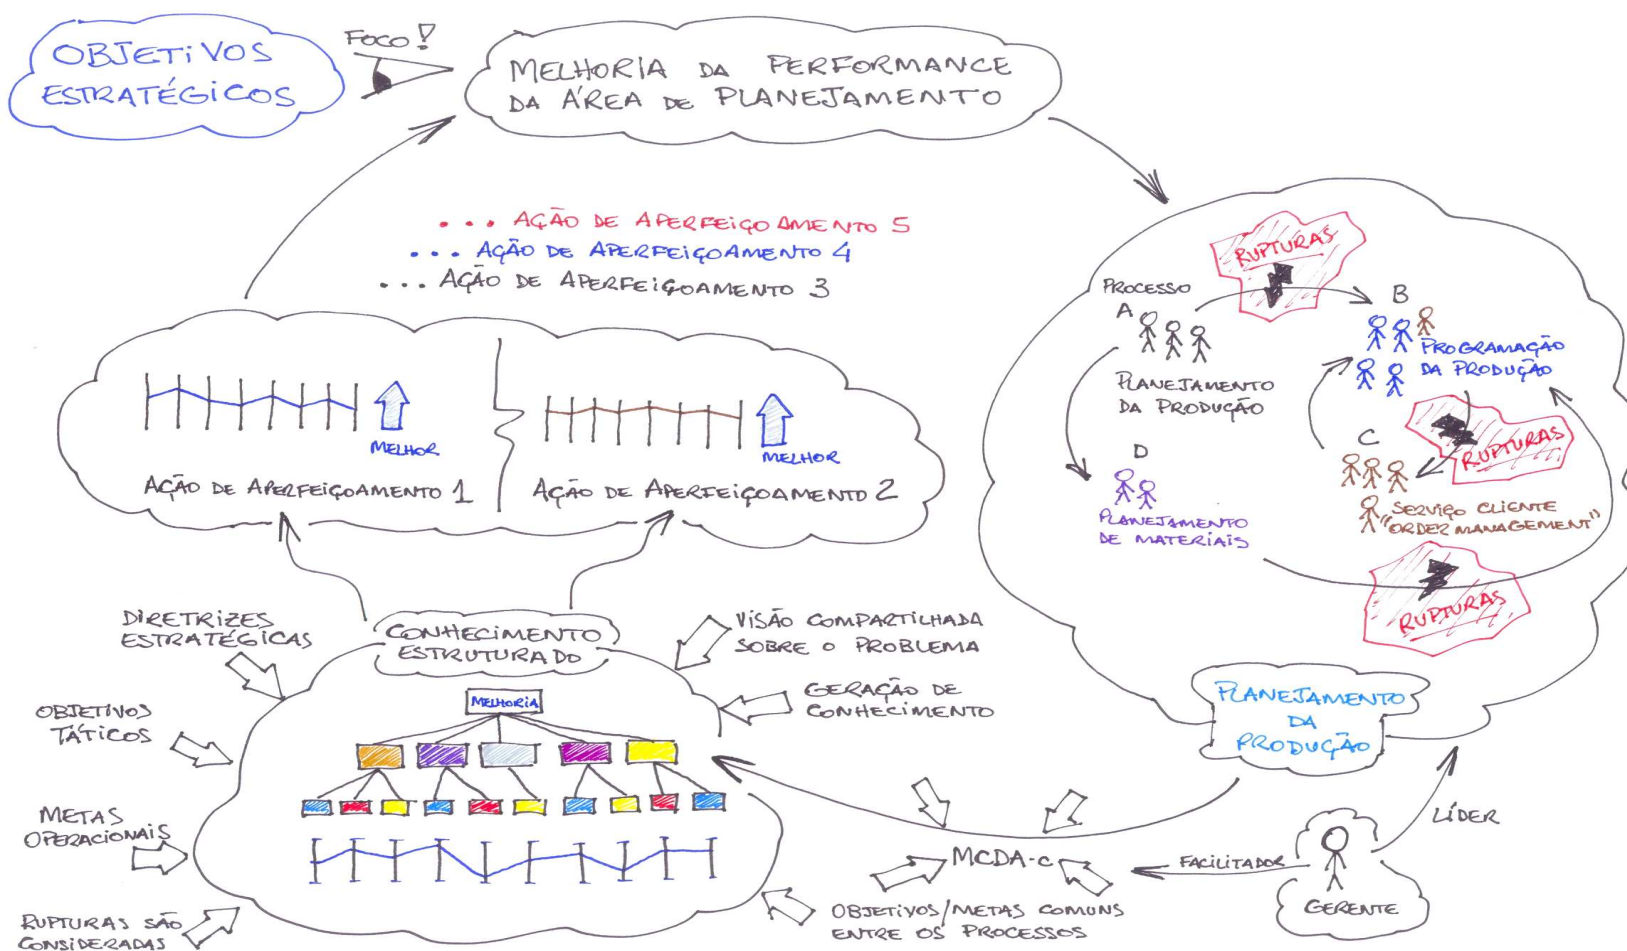 OBJETIVOS
ESTRATÉGICOS
FOCO!
MELHORIA DA PERFORMANCE
DA ÁREA DE PLANEJAMENTO
... AÇÃO DE APERFEIÇOAMENTO 5
... AÇÃO DE APERFEIÇOAMENTO 4
... AÇÃO DE APERFEIÇOAMENTO 3
MELHOR
AÇÃO DE APERFEIÇOAMENTO 1
MELHOR
AÇÃO DE APERFEIÇOAMENTO 2
RUPTURAS
PROCESSO
A
PLANEJAMENTO
DA PRODUÇÃO
B
PROGRAMAÇÃO
DA PRODUÇÃO
RUPTURAS
C
SERVIÇO CLIENTE
"ORDER MANAGEMENT"
D
PLANEJAMENTO
DE MATERIAIS
RUPTURAS
PLANEJAMENTO
DA
PRODUÇÃO
DIRETRIZES
ESTRATÉGICAS
OBJETIVOS
TÁTICOS
METAS
OPERACIONAIS
RUPTURAS SÃO
CONSIDERADAS
CONHECIMENTO
ESTRUTURADO
MELHORIA
VISÃO COMPARTILHADA
SOBRE O PROBLEMA
GERAÇÃO DE
CONHECIMENTO
MCDA-C
OBJETIVOS/METAS COMUNS
ENTRE OS PROCESSOS
FACILITADOR
LÍDER
GERENTE